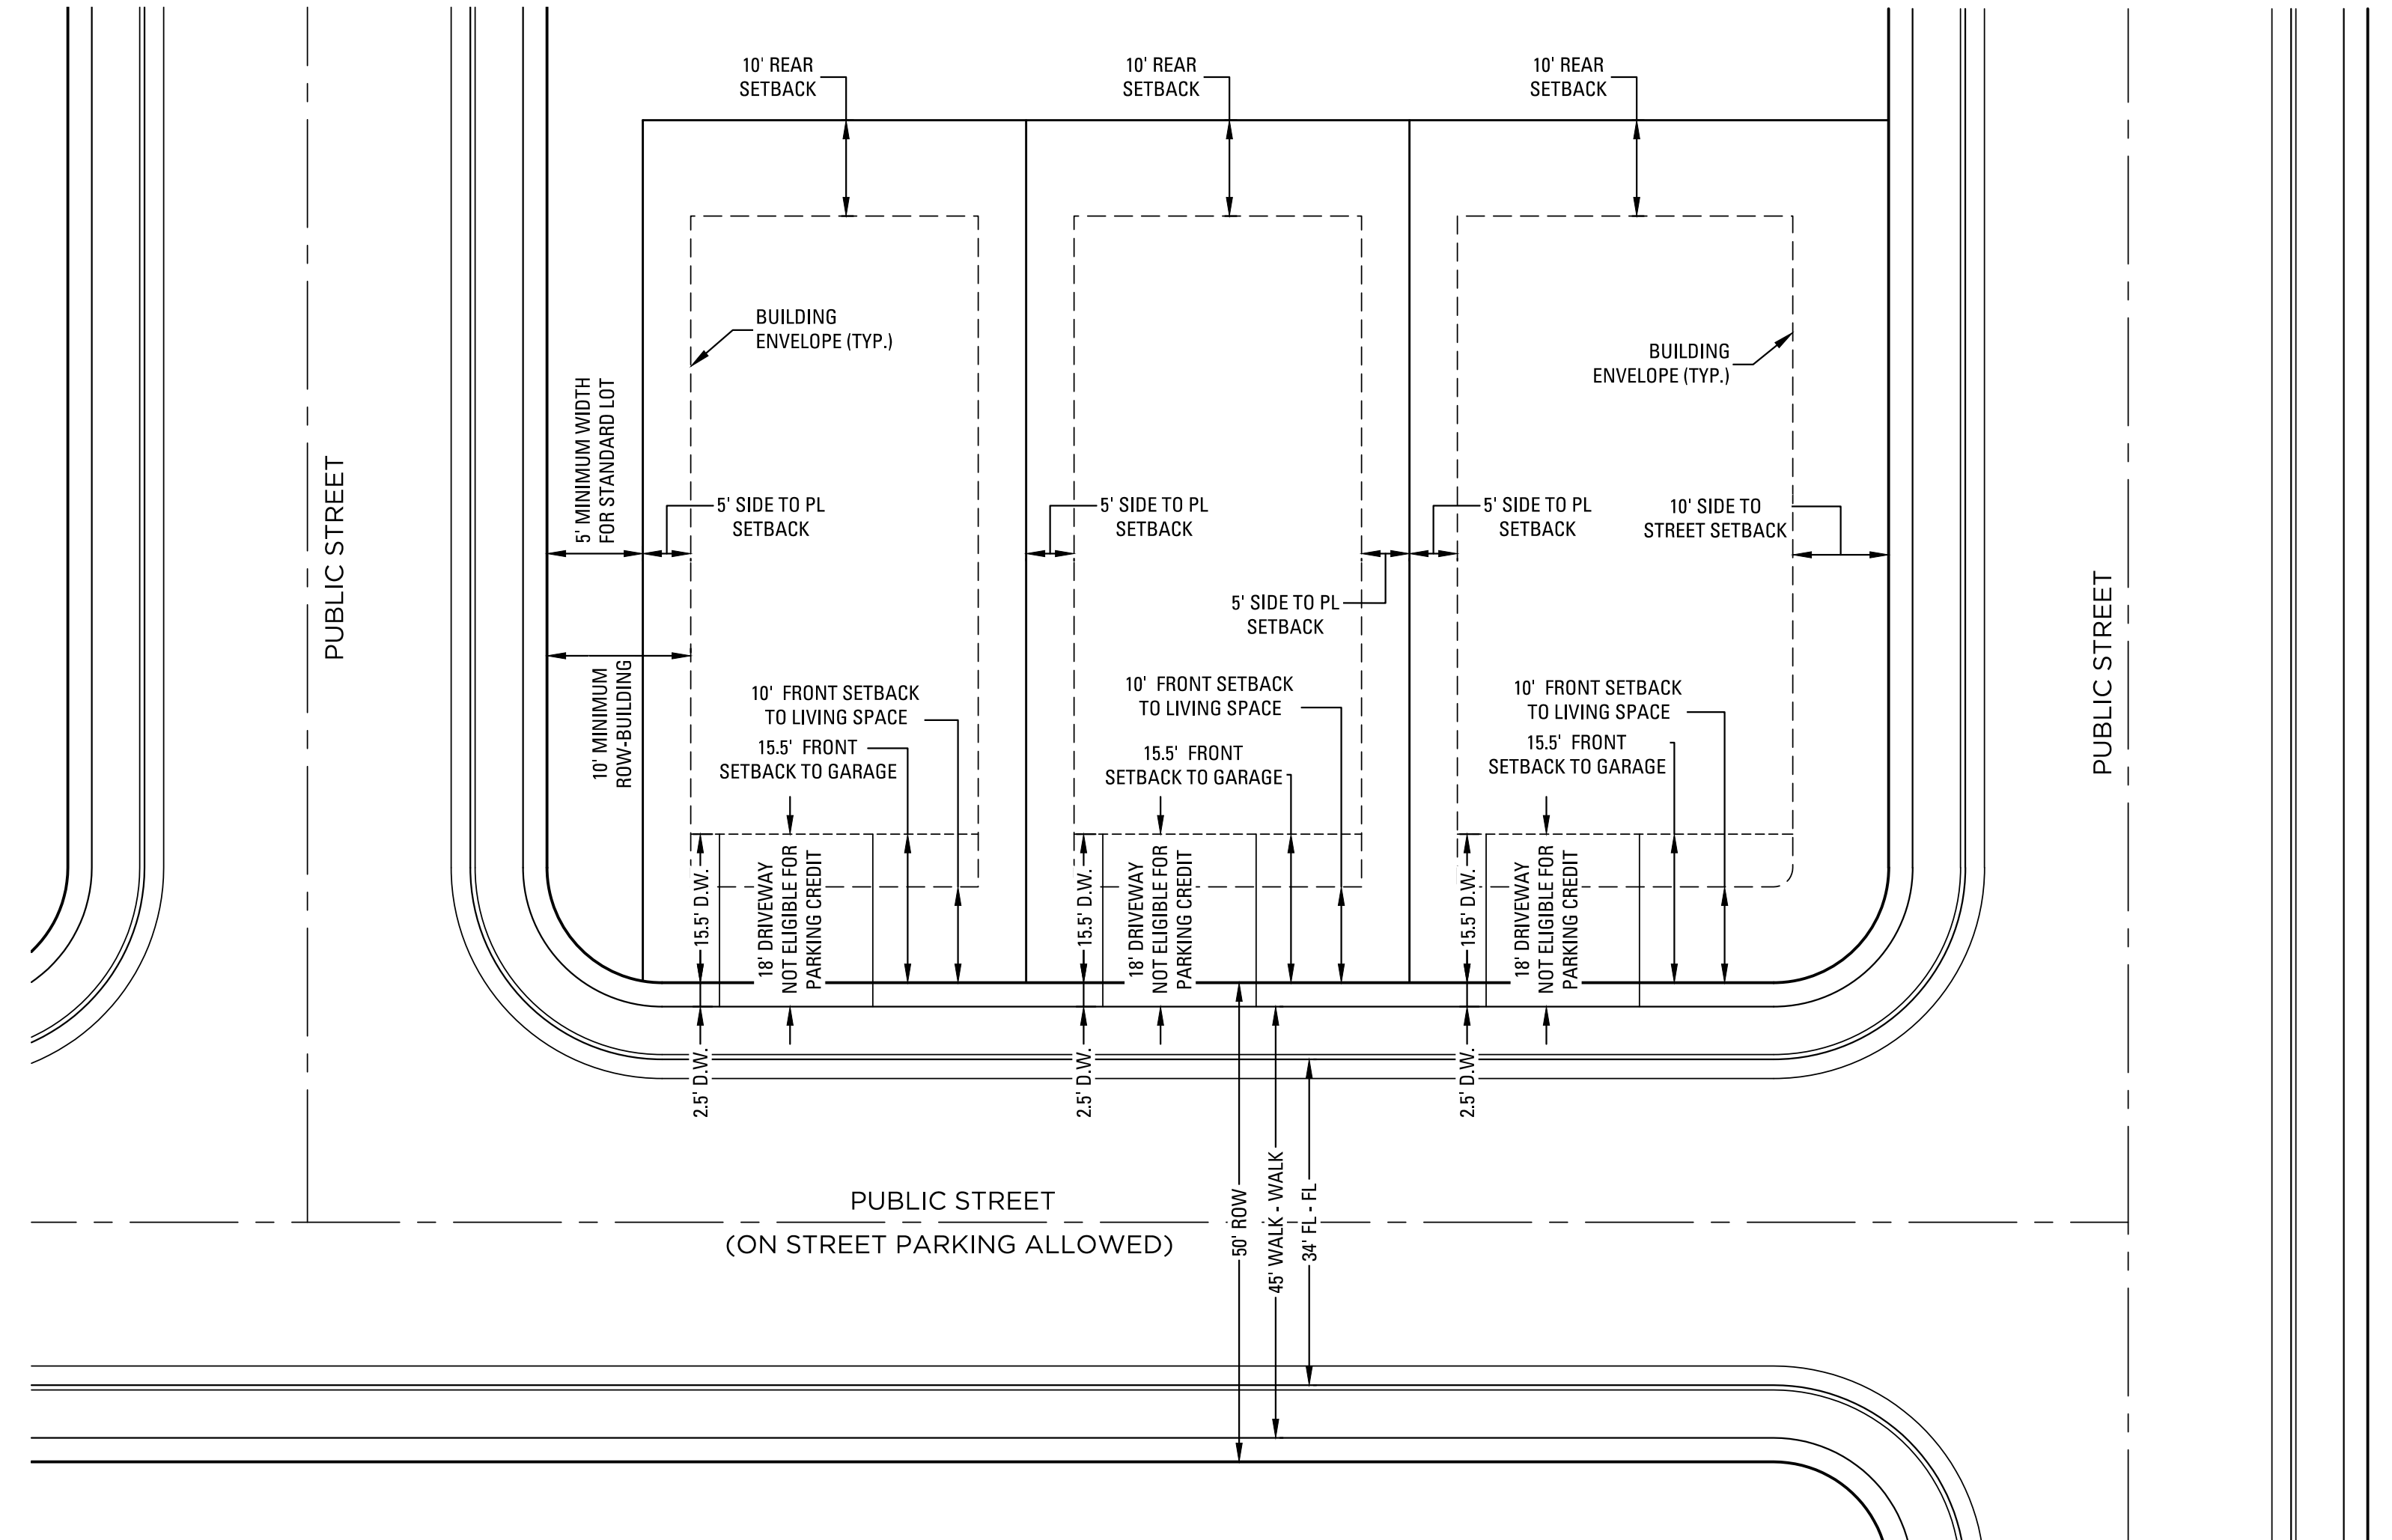 10' REAR
SETBACK
10' REAR
SETBACK
10' REAR
SETBACK
BUILDING
ENVELOPE (TYP.)
BUILDING
ENVELOPE (TYP.)
5' MINIMUM WIDTH
FOR STANDARD LOT
PUBLIC STREET
5' SIDE TO PL
SETBACK
5' SIDE TO PL
SETBACK
5' SIDE TO PL
SETBACK
10' SIDE TO
STREET SETBACK
5' SIDE TO PL
SETBACK
PUBLIC STREET
10' MINIMUM
ROW-BUILDING
10' FRONT SETBACK
TO LIVING SPACE
15.5' FRONT
SETBACK TO GARAGE
10' FRONT SETBACK
TO LIVING SPACE
15.5' FRONT
SETBACK TO GARAGE
10' FRONT SETBACK
TO LIVING SPACE
15.5' FRONT
SETBACK TO GARAGE
15.5' D.W.
18' DRIVEWAY
NOT ELIGIBLE FOR
PARKING CREDIT
15.5' D.W.
18' DRIVEWAY
NOT ELIGIBLE FOR
PARKING CREDIT
15.5' D.W.
18' DRIVEWAY
NOT ELIGIBLE FOR
PARKING CREDIT
2.5' D.W.
2.5' D.W.
2.5' D.W.
PUBLIC STREET
(ON STREET PARKING ALLOWED)
50' ROW
45' WALK - WALK
34' FL - FL